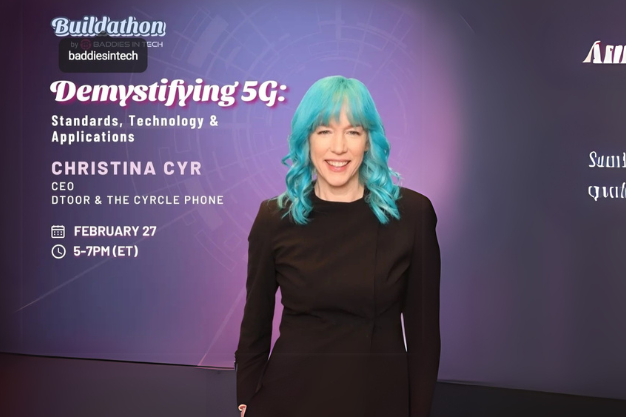 Buildathon
by BADDIES IN TECH
baddiesintech
Demystifying 5G:
Standards, Technology &
Applications
CHRISTINA CYR
CEO
DTOOR & THE CYRCLE PHONE
FEBRUARY 27
5-7PM (ET)